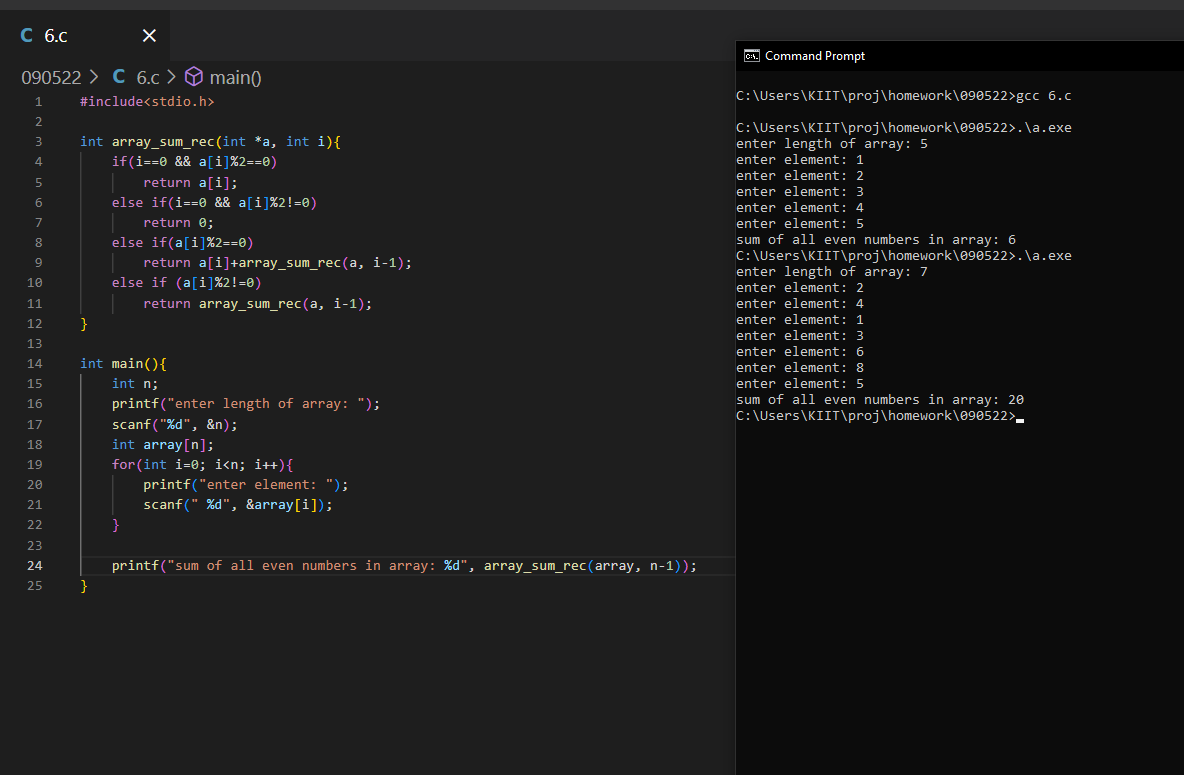 C 6.c ×
090522 > C 6.c > main()
1 #include<stdio.h>
2
3 int array_sum_rec(int *a, int i){
4     if(i==0 && a[i]%2==0)
5         return a[i];
6     else if(i==0 && a[i]%2!=0)
7         return 0;
8     else if(a[i]%2==0)
9         return a[i]+array_sum_rec(a, i-1);
10     else if (a[i]%2!=0)
11         return array_sum_rec(a, i-1);
12 }
13
14 int main(){
15     int n;
16     printf("enter length of array: ");
17     scanf("%d", &n);
18     int array[n];
19     for(int i=0; i<n; i++){
20         printf("enter element: ");
21         scanf(" %d", &array[i]);
22     }
23
24     printf("sum of all even numbers in array: %d", array_sum_rec(array, n-1));
25 }
Command Prompt
C:\Users\KIIT\proj\homework\090522>gcc 6.c
C:\Users\KIIT\proj\homework\090522>.\a.exe
enter length of array: 5
enter element: 1
enter element: 2
enter element: 3
enter element: 4
enter element: 5
sum of all even numbers in array: 6
C:\Users\KIIT\proj\homework\090522>.\a.exe
enter length of array: 7
enter element: 2
enter element: 4
enter element: 1
enter element: 3
enter element: 6
enter element: 8
enter element: 5
sum of all even numbers in array: 20
C:\Users\KIIT\proj\homework\090522>